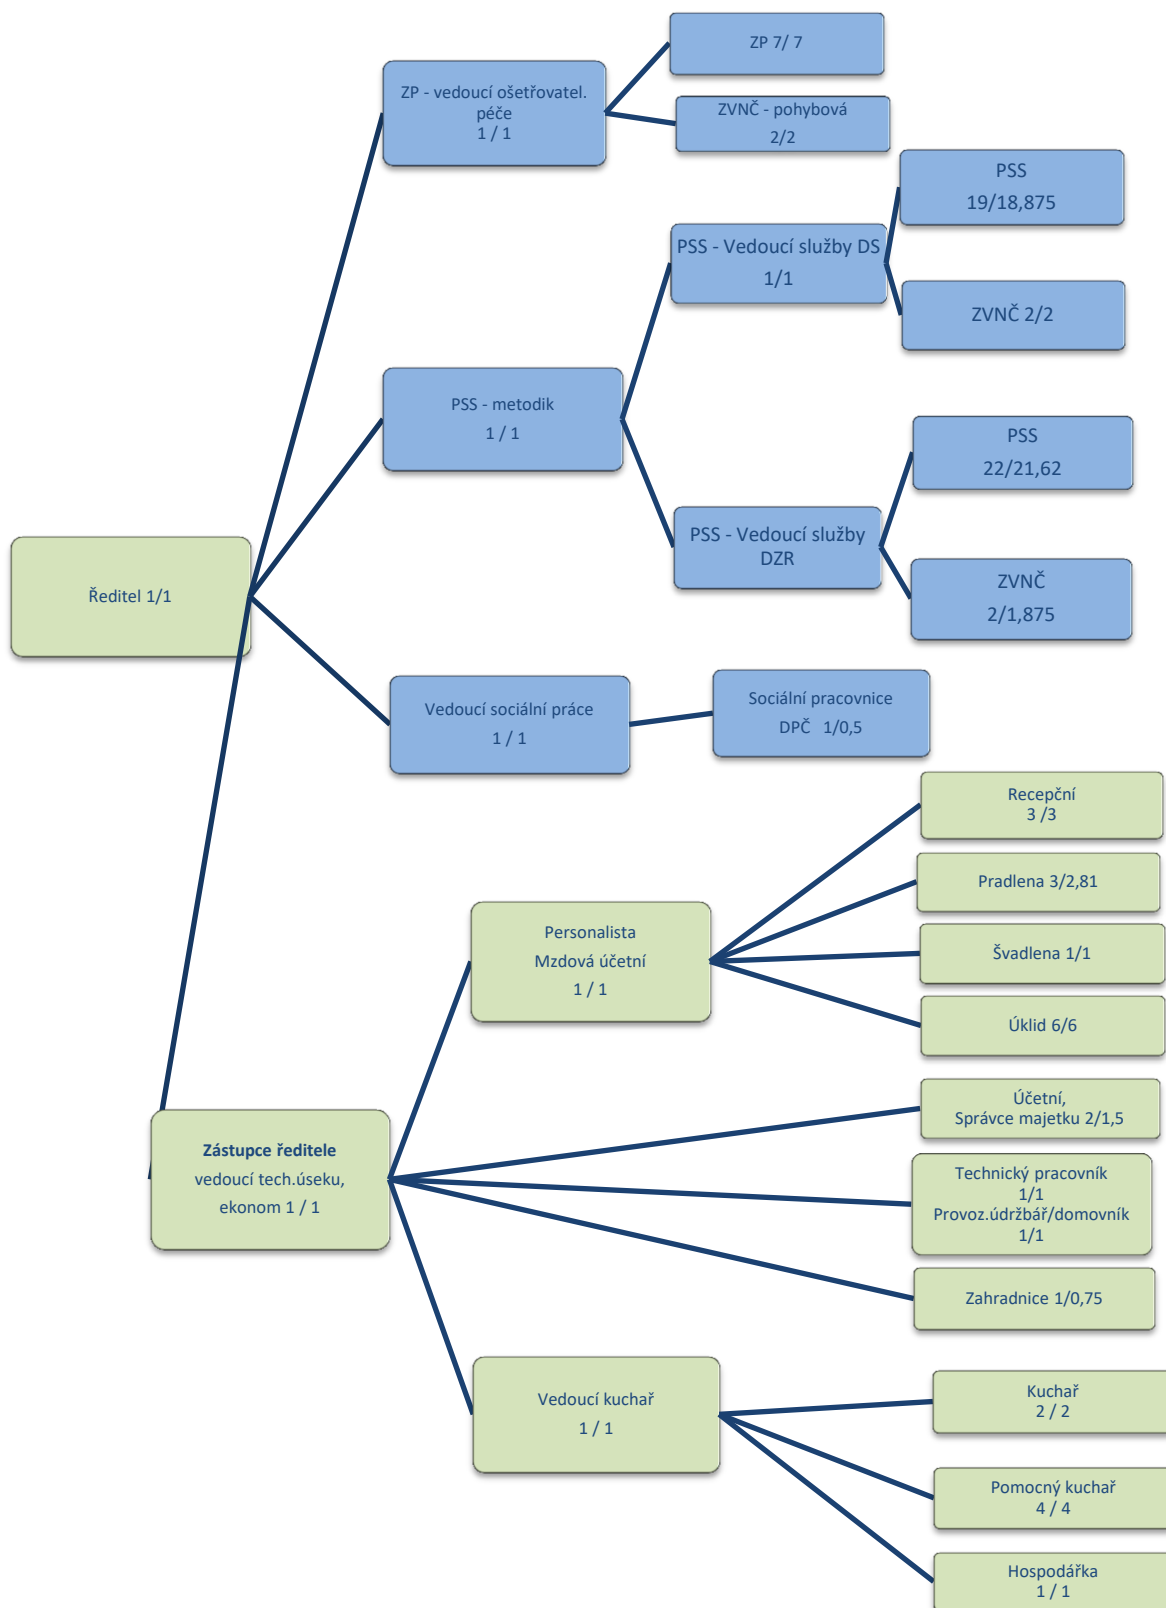 ZP 7/ 7
ZP - vedoucí ošetřovatel.
péče
1 / 1
ZVNČ - pohybová
2/2
PSS
19/18,875
PSS - Vedoucí služby DS
1/1
ZVNČ 2/2
PSS - metodik
1 / 1
PSS
22/21,62
PSS - Vedoucí služby
DZR
ZVNČ
2/1,875
Ředitel 1/1
Vedoucí sociální práce
1 / 1
Sociální pracovnice
DPČ 1/0,5
Recepční
3 /3
Pradlena 3/2,81
Personalista
Mzdová účetní
1 / 1
Švadlena 1/1
Úklid 6/6
Účetní,
Správce majetku 2/1,5
Zástupce ředitele
vedoucí tech.úseku,
ekonom 1 / 1
Technický pracovník
1/1
Provoz.údržbář/domovník
1/1
Zahradnice 1/0,75
Vedoucí kuchař
1 / 1
Kuchař
2 / 2
Pomocný kuchař
4 / 4
Hospodářka
1 / 1